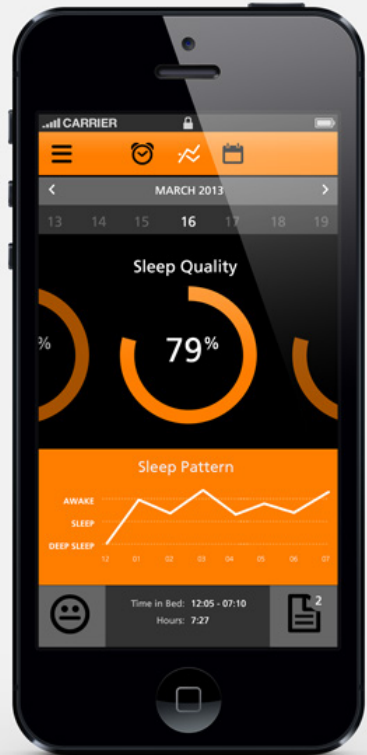 CARRIER
MARCH 2013
13 14 15 16 17 18 19
Sleep Quality
%
79%
Sleep Pattern
AWAKE
SLEEP
DEEP SLEEP
12 01 02 03 04 05 06 07
Time in Bed: 12:05 - 07:10
Hours: 7:27
2